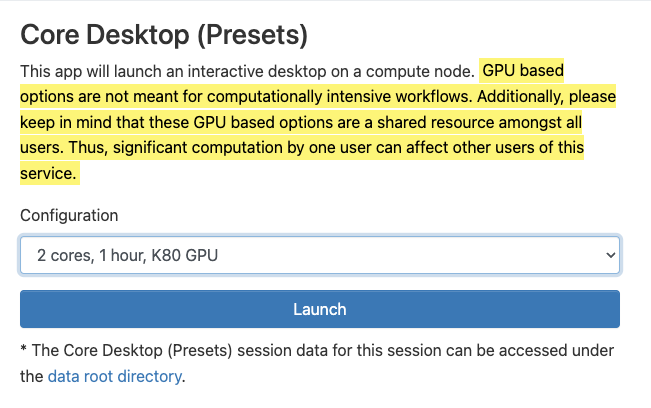 Core Desktop (Presets)
This app will launch an interactive desktop on a compute node. GPU based
options are not meant for computationally intensive workflows. Additionally, please
keep in mind that these GPU based options are a shared resource amongst all
users. Thus, significant computation by one user can affect other users of this
service.
Configuration
2 cores, 1 hour, K80 GPU
Launch
* The Core Desktop (Presets) session data for this session can be accessed under
the data root directory.